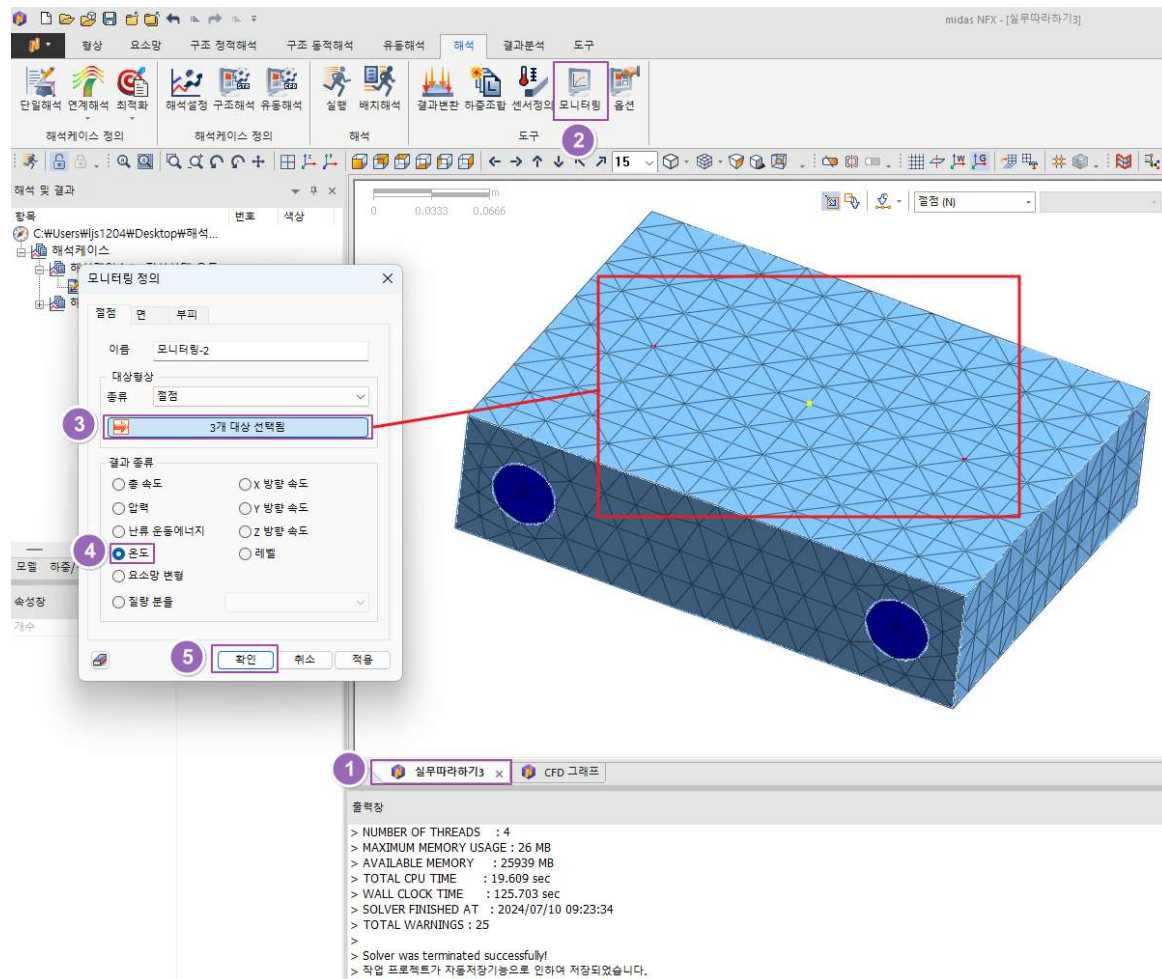 midas NFX - [실무따라하기3]
형상 요소망 구조 정적해석 구조 동적해석 유동해석 해석 결과분석 도구
단일해석 연계해석 최적화 해석설정 구조해석 유동해석 실행 배치해석 결과변환 하중조합 센서정의 모니터링 옵션
해석케이스 정의 해석케이스 정의 해석 도구
2
15
해석 및 결과
항목 번호 색상
C:₩Users₩ljs1204₩Desktop₩해석...
해석케이스
m
0 0.0333 0.0666
절점 (N)
모니터링 정의
절점 면 부피
이름 모니터링-2
대상형상
종류 절점
3 3개 대상 선택됨
결과 종류
총 속도 X 방향 속도
압력 Y 방향 속도
난류 운동에너지 Z 방향 속도
4 온도 레벨
요소망 변형
질량 분율
5 확인 취소 적용
모델 하중/
속성창
개수
1 실무따라하기3 x CFD 그래프
출력창
> NUMBER OF THREADS : 4
> MAXIMUM MEMORY USAGE : 26 MB
> AVAILABLE MEMORY : 25939 MB
> TOTAL CPU TIME : 19.609 sec
> WALL CLOCK TIME : 125.703 sec
> SOLVER FINISHED AT : 2024/07/10 09:23:34
> TOTAL WARNINGS : 25
>
> Solver was terminated successfully!
> 작업 프로젝트가 자동저장기능으로 인하여 저장되었습니다.